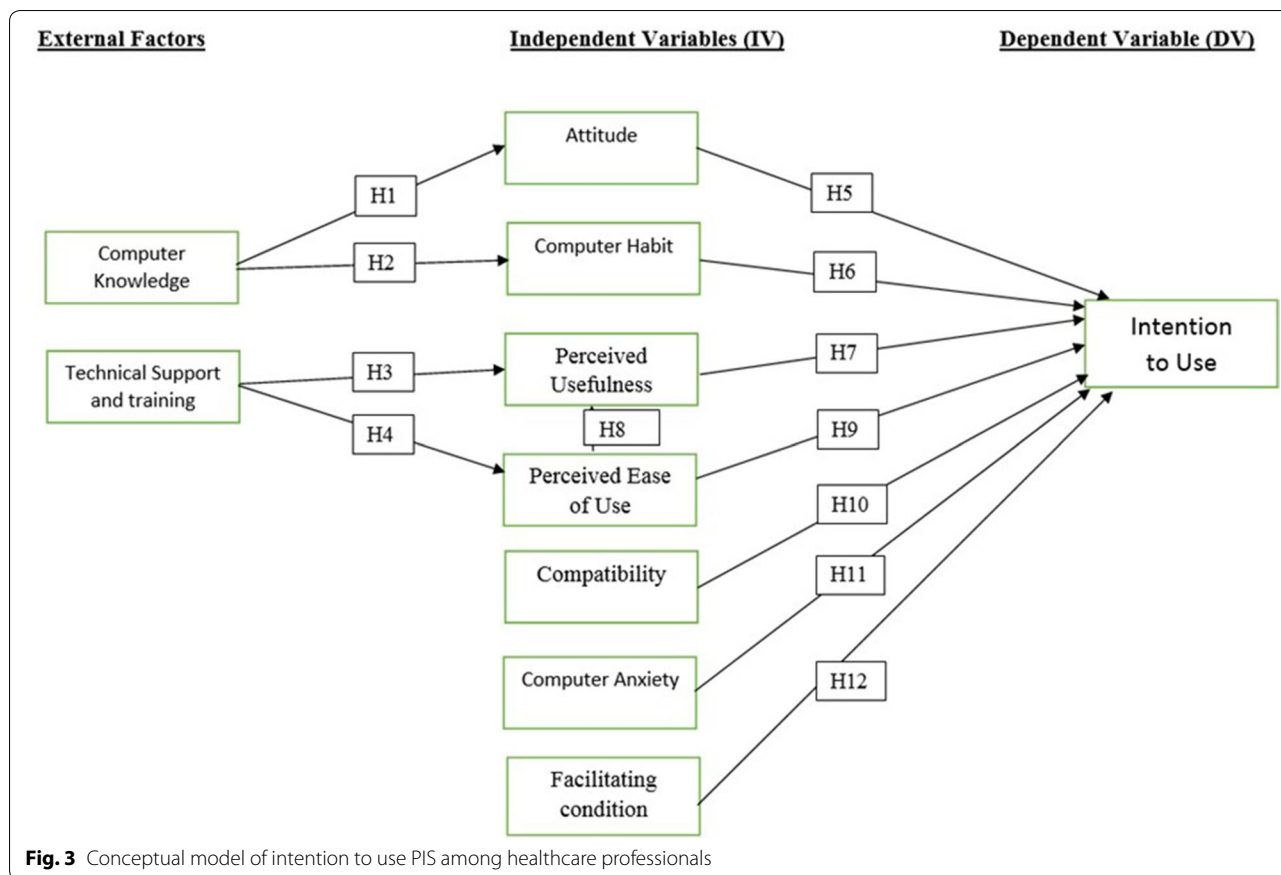 External Factors
Independent Variables (IV)
Dependent Variable (DV)
Attitude
H1
H5
Computer
Knowledge
H2
Computer Habit
H6
Intention
to Use
Technical Support
and training
H3
Perceived
Usefulness
H7
H4
H8
H9
Perceived Ease
of Use
H10
Compatibility
H11
Computer Anxiety
H12
Facilitating
condition
Fig. 3 Conceptual model of intention to use PIS among healthcare professionals